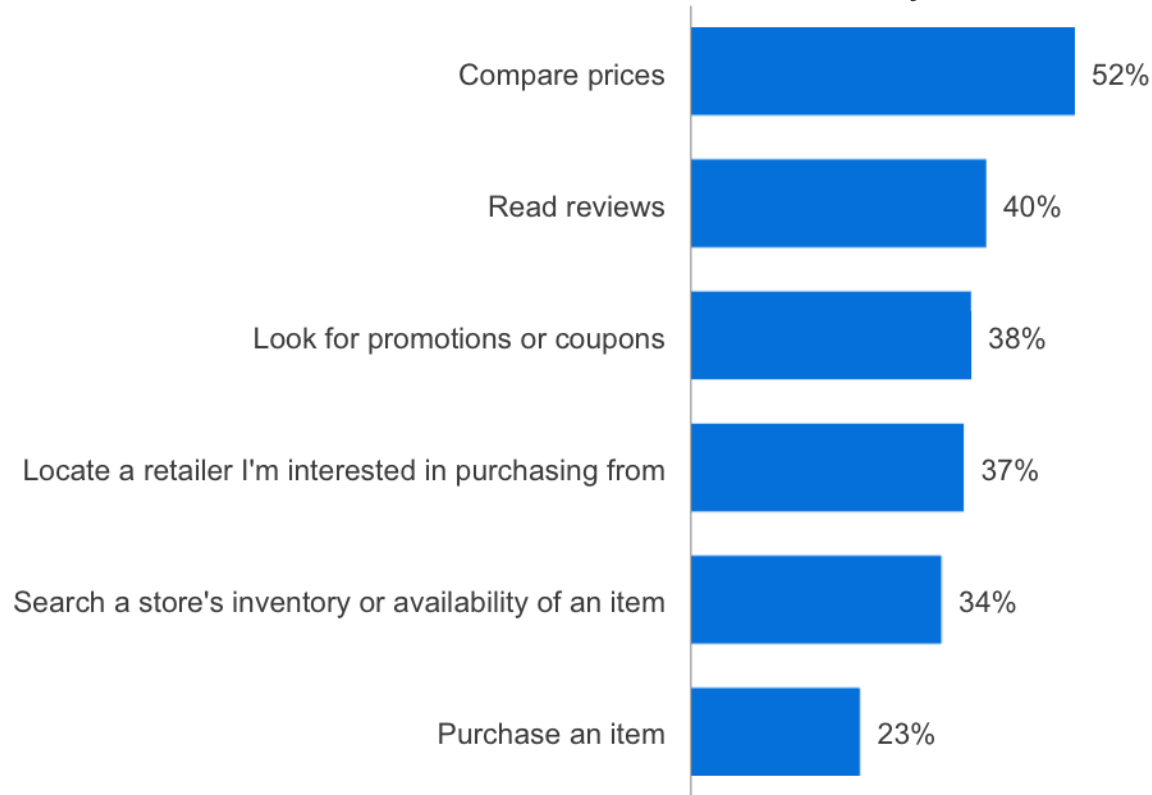 Compare prices 52%
Read reviews 40%
Look for promotions or coupons 38%
Locate a retailer I'm interested in purchasing from 37%
Search a store's inventory or availability of an item 34%
Purchase an item 23%